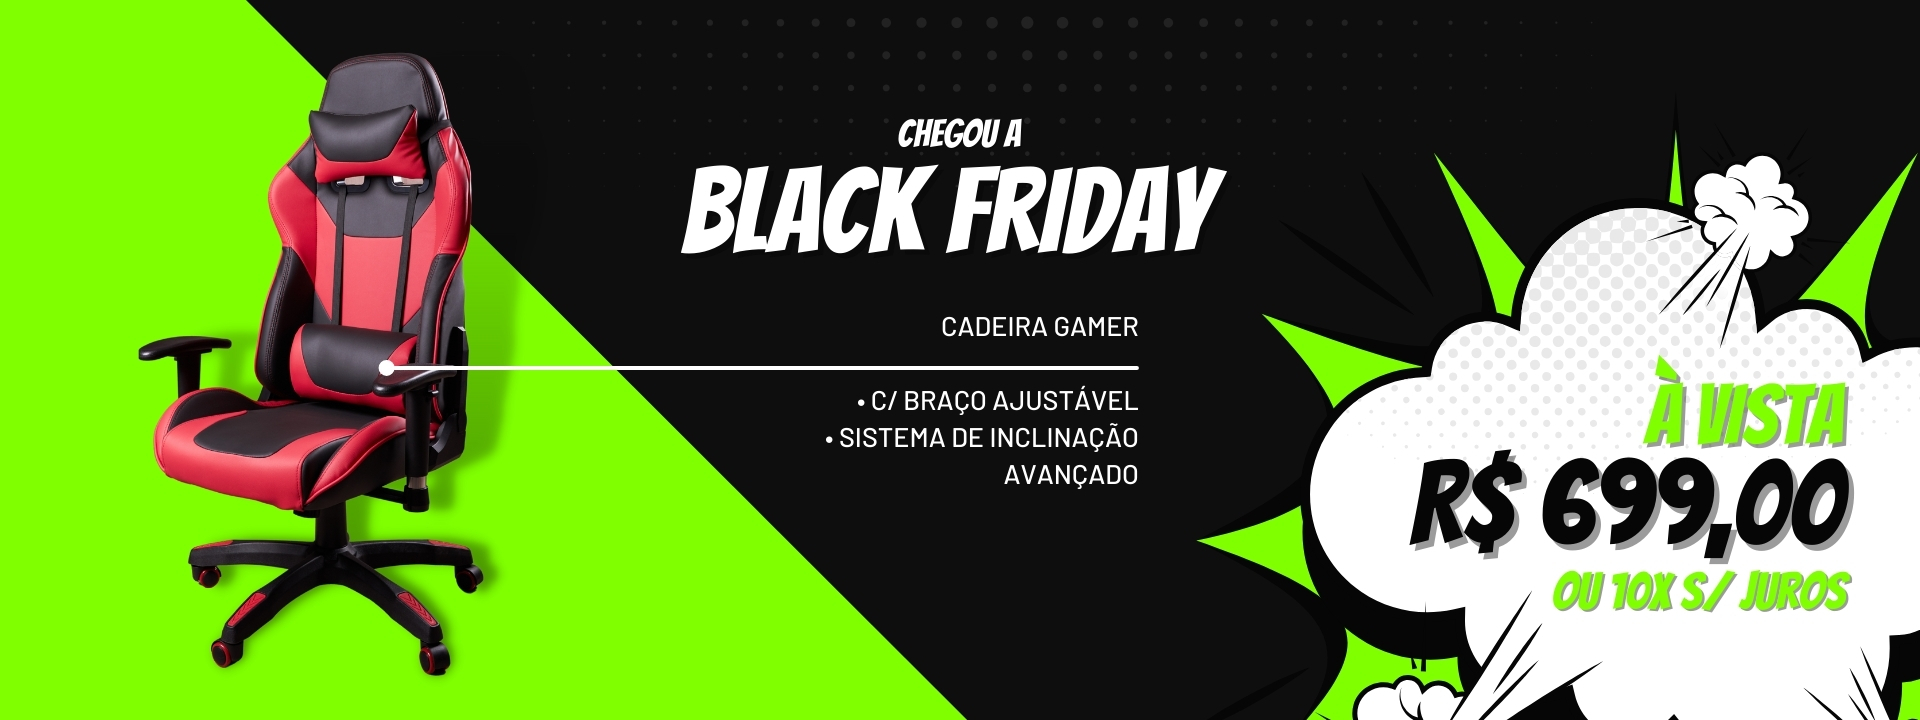 CHEGOU A
BLACK FRIDAY
CADEIRA GAMER
• C/ BRAÇO AJUSTÁVEL
• SISTEMA DE INCLINAÇÃO
AVANÇADO
À VISTA
R$ 699,00
OU 10X S/ JUROS